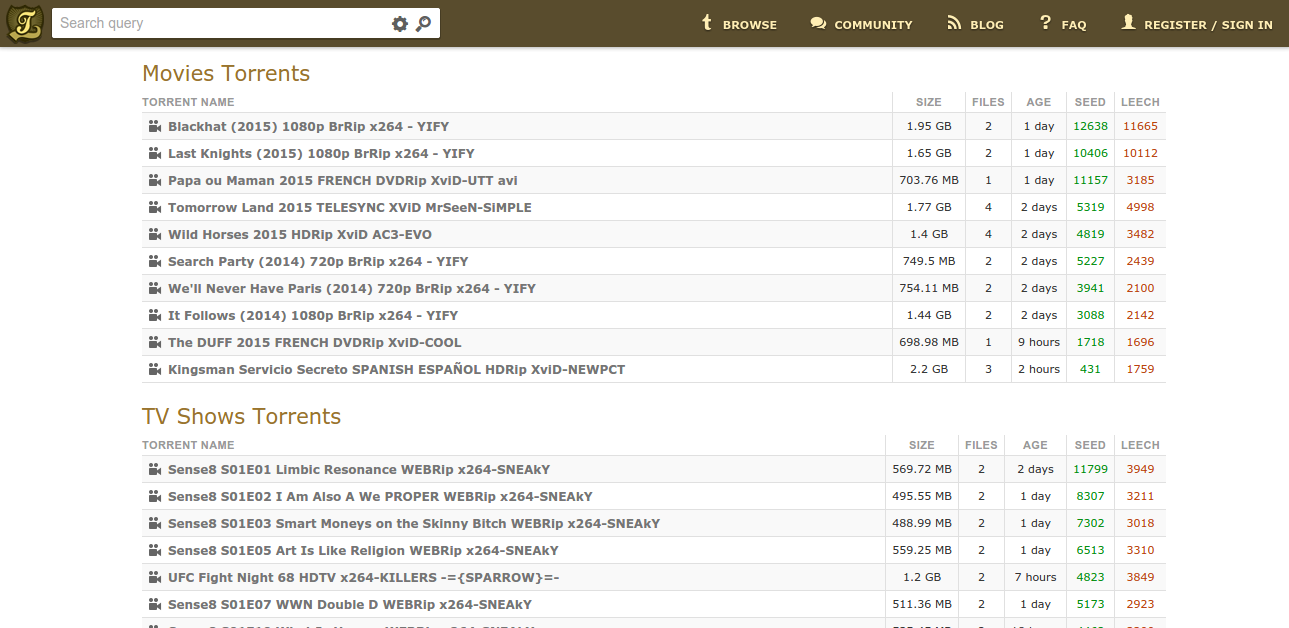 Search query
BROWSE COMMUNITY BLOG FAQ REGISTER / SIGN IN
Movies Torrents
TORRENT NAME SIZE FILES AGE SEED LEECH
Blackhat (2015) 1080p BrRip x264 - YIFY 1.95 GB 2 1 day 12638 11665
Last Knights (2015) 1080p BrRip x264 - YIFY 1.65 GB 2 1 day 10406 10112
Papa ou Maman 2015 FRENCH DVDRip XviD-UTT avi 703.76 MB 1 1 day 11157 3185
Tomorrow Land 2015 TELESYNC XViD MrSeeN-SiMPLE 1.77 GB 4 2 days 5319 4998
Wild Horses 2015 HDRip XviD AC3-EVO 1.4 GB 4 2 days 4819 3482
Search Party (2014) 720p BrRip x264 - YIFY 749.5 MB 2 2 days 5227 2439
We'll Never Have Paris (2014) 720p BrRip x264 - YIFY 754.11 MB 2 2 days 3941 2100
It Follows (2014) 1080p BrRip x264 - YIFY 1.44 GB 2 2 days 3088 2142
The DUFF 2015 FRENCH DVDRip XviD-COOL 698.98 MB 1 9 hours 1718 1696
Kingsman Servicio Secreto SPANISH ESPAÑOL HDRip XviD-NEWPCT 2.2 GB 3 2 hours 431 1759
TV Shows Torrents
TORRENT NAME SIZE FILES AGE SEED LEECH
Sense8 S01E01 Limbic Resonance WEBRip x264-SNEAkY 569.72 MB 2 2 days 11799 3949
Sense8 S01E02 I Am Also A We PROPER WEBRip x264-SNEAkY 495.55 MB 2 1 day 8307 3211
Sense8 S01E03 Smart Moneys on the Skinny Bitch WEBRip x264-SNEAkY 488.99 MB 2 1 day 7302 3018
Sense8 S01E05 Art Is Like Religion WEBRip x264-SNEAkY 559.25 MB 2 1 day 6513 3310
UFC Fight Night 68 HDTV x264-KILLERS -={SPARROW}=- 1.2 GB 2 7 hours 4823 3849
Sense8 S01E07 WWN Double D WEBRip x264-SNEAkY 511.36 MB 2 1 day 5173 2923